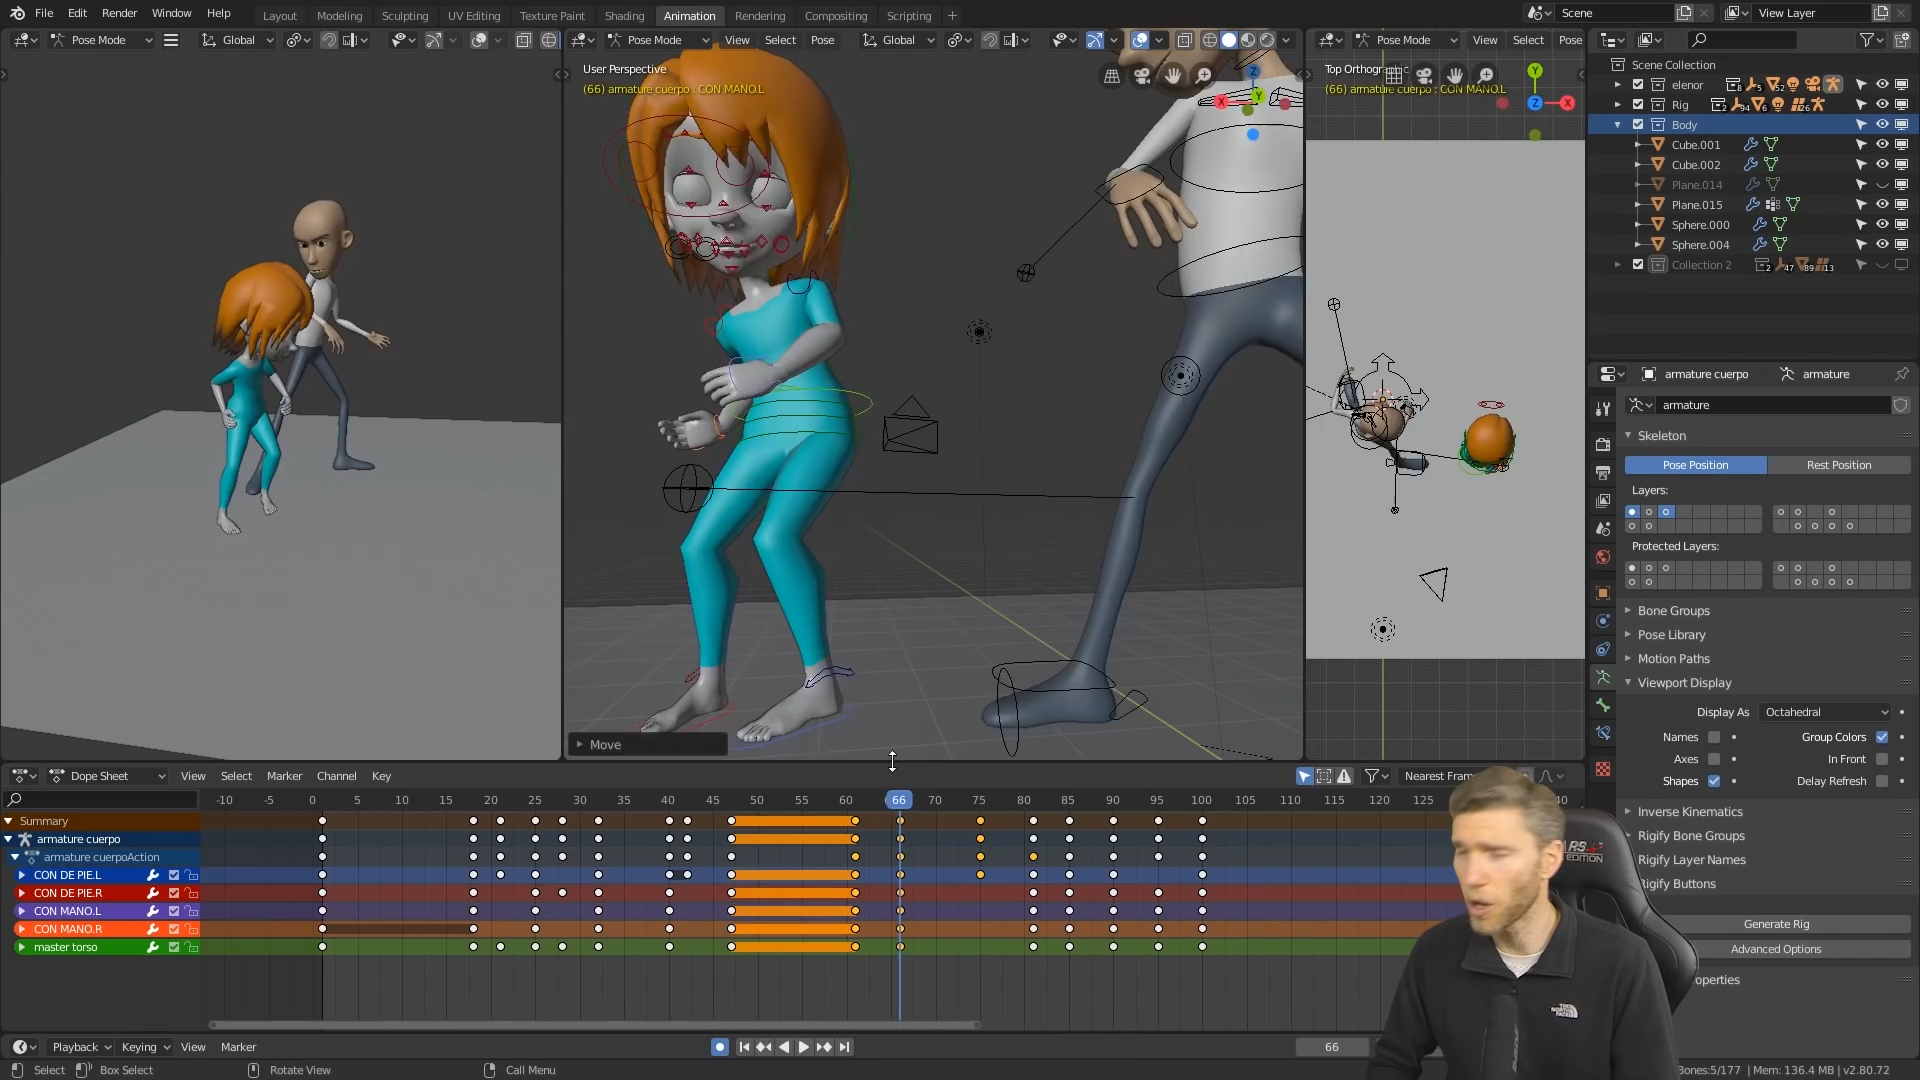 File Edit Render Window Help
Layout Modeling Sculpting UV Editing Texture Paint Shading Animation Rendering Compositing Scripting +
Scene
View Layer
Pose Mode Global
Pose Mode View Select Pose Global
Pose Mode View Select Pose
User Perspective
(66) armature cuerpo : CON MANO.L
Top Orthographic
(66) armature cuerpo : CON MANO.L
Z
Y
X
Y
Z
X
Move
Scene Collection
elenor
Rig
Body
Cube.001
Cube.002
Plane.014
Plane.015
Sphere.000
Sphere.004
Collection 2
armature cuerpo armature
armature
Skeleton
Pose Position Rest Position
Layers:
Protected Layers:
Bone Groups
Pose Library
Motion Paths
Viewport Display
Display As Octahedral
Names Group Colors
Axes In Front
Shapes Delay Refresh
Inverse Kinematics
Rigify Bone Groups
Rigify Layer Names
Rigify Buttons
Generate Rig
Advanced Options
operties
Dope Sheet View Select Marker Channel Key
Nearest Fram
-10 -5 0 5 10 15 20 25 30 35 40 45 50 55 60 66 70 75 80 85 90 95 100 105 110 115 120 125 40
Summary
armature cuerpo
armature cuerpoAction
CON DE PIE.L
CON DE PIE.R
CON MANO.L
CON MANO.R
master torso
EDITION
THE NORTH FACE
Playback Keying View Marker
66
Select Box Select Rotate View Call Menu
Bones:5/177 | Mem: 136.4 MB | v2.80.72